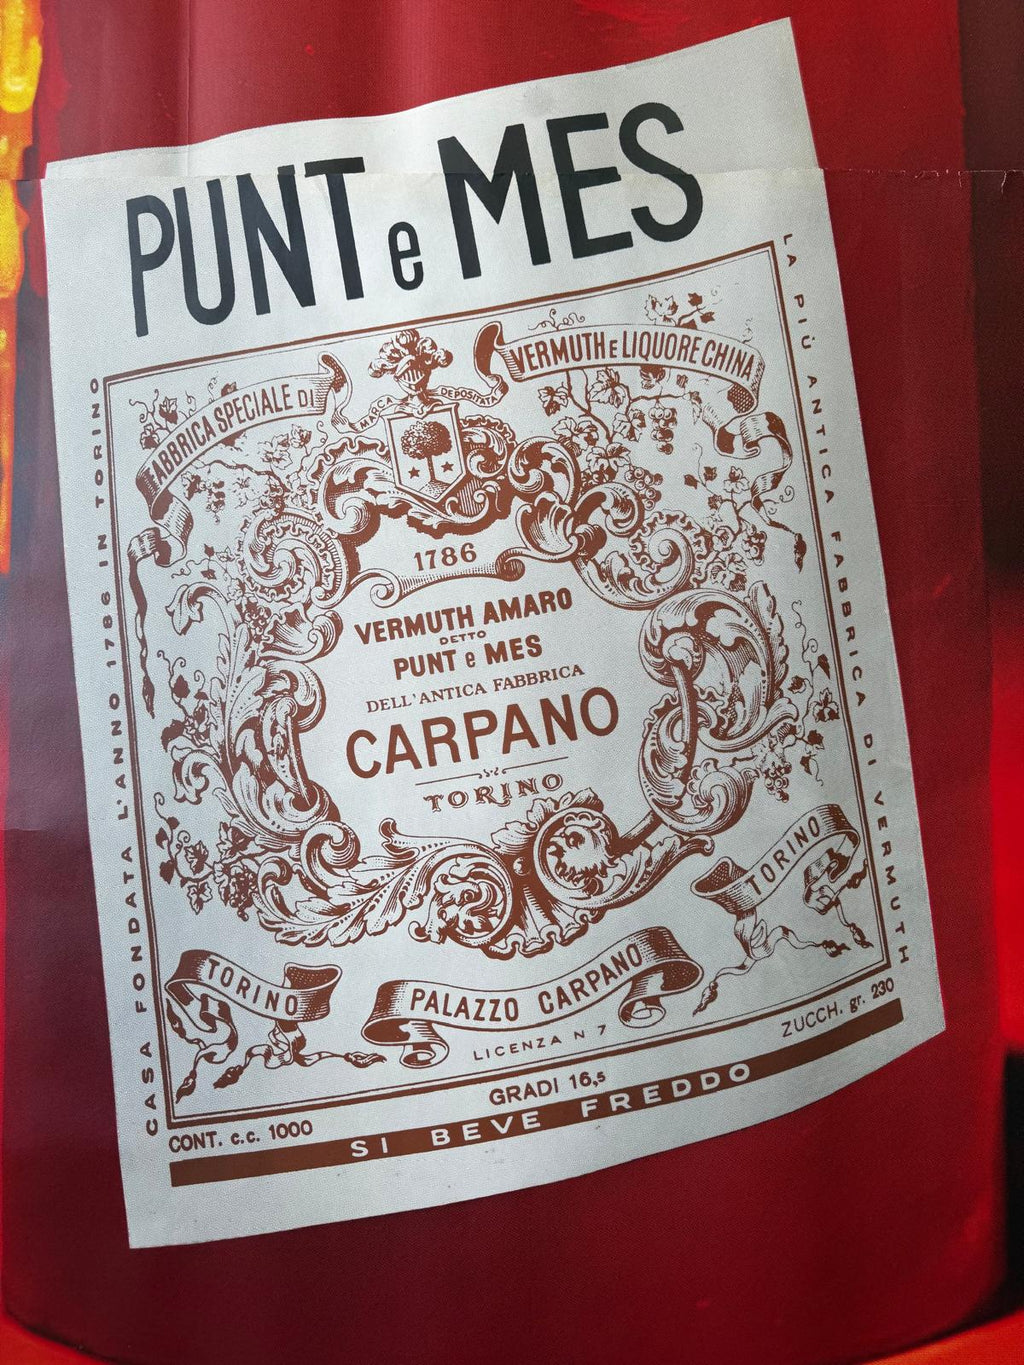 PUNT e MES
FABBRICA SPECIALE DI
VERMUTH E LIQUORE CHINA
MARCA DEPOSITATA
1786
VERMUTH AMARO
DETTO
PUNT e MES
DELL'ANTICA FABBRICA
CARPANO
TORINO
TORINO
PALAZZO CARPANO
TORINO
LICENZA N 7
CASA FONDATA L'ANNO 1786 IN TORINO
LA PIÙ ANTICA FABBRICA DI VERMUTH
CONT. c.c. 1000
GRADI 16,5
ZUCCH. gr. 230
SI BEVE FREDDO